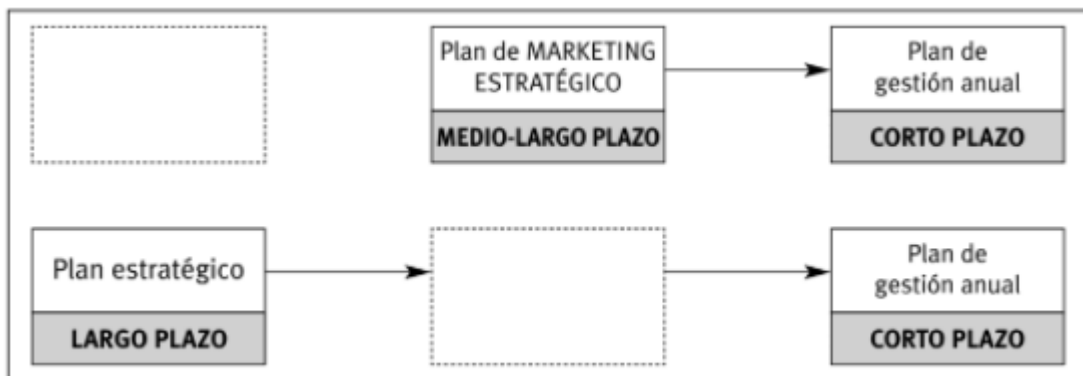 Plan de MARKETING
ESTRATÉGICO
MEDIO-LARGO PLAZO
Plan de
gestión anual
CORTO PLAZO
Plan estratégico
LARGO PLAZO
Plan de
gestión anual
CORTO PLAZO